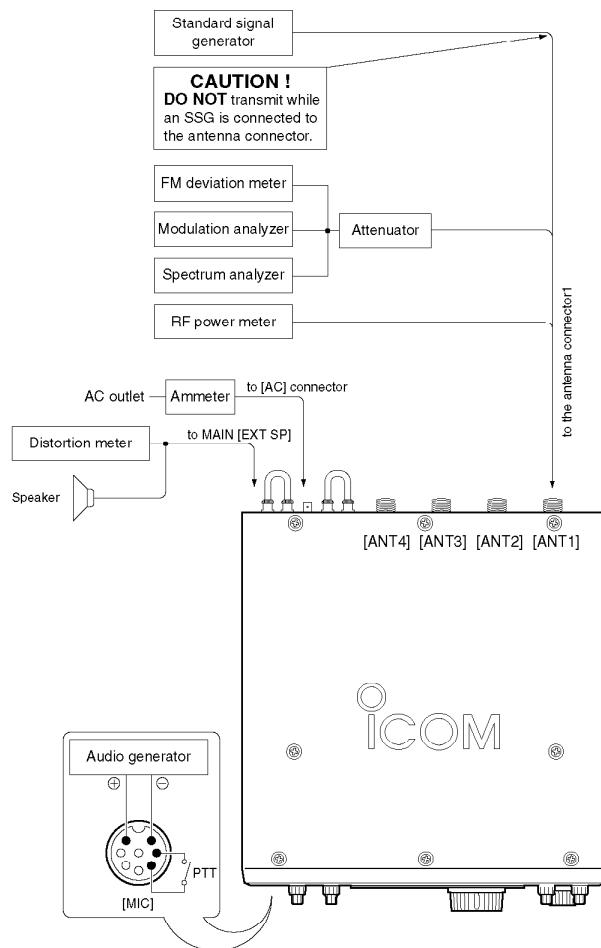 Standard signal
generator
CAUTION !
DO NOT transmit while
an SSG is connected to
the antenna connector.
FM deviation meter
Modulation analyzer
Attenuator
Spectrum analyzer
RF power meter
to the antenna connector1
to [AC] connector
AC outlet
Ammeter
to MAIN [EXT SP]
Distortion meter
Speaker
[ANT4] [ANT3] [ANT2] [ANT1]
ICOM
Audio generator
+ −
PTT
[MIC]